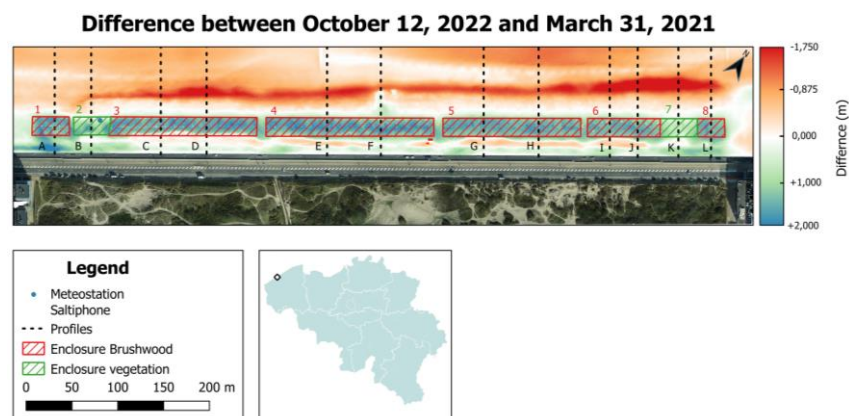 Difference between October 12, 2022 and March 31, 2021
N
1 2 3 4 5 6 7 8
A B C D E F G H I J K L
-1,750
-0,875
0,000
+1,000
+2,000
Differnce (m)
Legend
Meteostation
Saltiphone
Profiles
Enclosure Brushwood
Enclosure vegetation
0 50 100 150 200 m